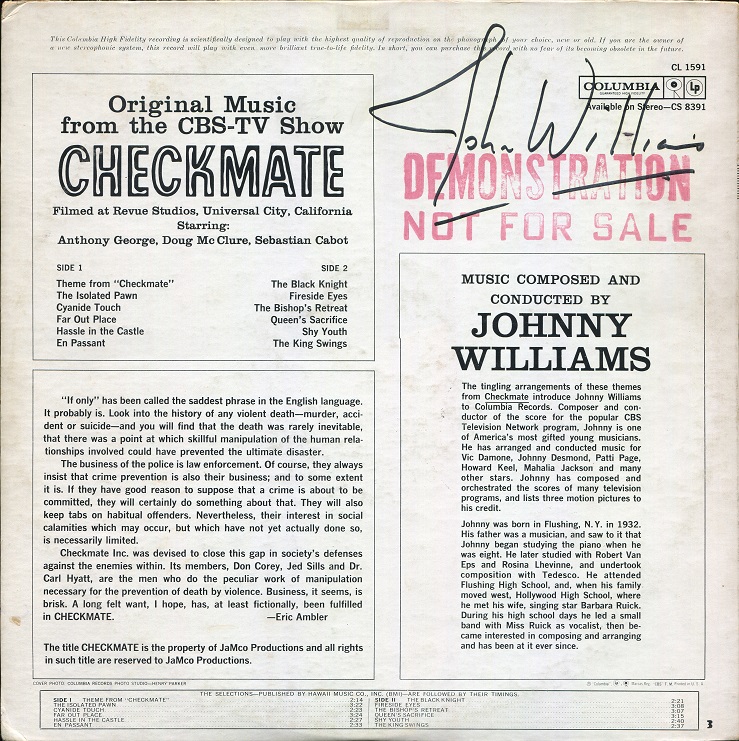 This Columbia High Fidelity recording is scientifically designed to play with the highest quality of reproduction on the phonograph of your choice, new or old. If you are the owner of
a new stereophonic system, this record will play with even more brilliant true-to-life fidelity. In short, you can purchase this record with no fear of its becoming obsolete in the future.
CL 1591
COLUMBIA
GUARANTEED HIGH FIDELITY
Lp
Available on Stereo—CS 8391
John Williams
DEMONSTRATION
NOT FOR SALE
Original Music
from the CBS-TV Show
CHECKMATE
Filmed at Revue Studios, Universal City, California
Starring:
Anthony George, Doug McClure, Sebastian Cabot
SIDE 1
Theme from "Checkmate"
The Isolated Pawn
Cyanide Touch
Far Out Place
Hassle in the Castle
En Passant
SIDE 2
The Black Knight
Fireside Eyes
The Bishop's Retreat
Queen's Sacrifice
Shy Youth
The King Swings
"If only" has been called the saddest phrase in the English language.
It probably is. Look into the history of any violent death—murder, acci-
dent or suicide—and you will find that the death was rarely inevitable,
that there was a point at which skillful manipulation of the human rela-
tionships involved could have prevented the ultimate disaster.
The business of the police is law enforcement. Of course, they always
insist that crime prevention is also their business; and to some extent
it is. If they have good reason to suppose that a crime is about to be
committed, they will certainly do something about that. They will also
keep tabs on habitual offenders. Nevertheless, their interest in social
calamities which may occur, but which have not yet actually done so,
is necessarily limited.
Checkmate Inc. was devised to close this gap in society's defenses
against the enemies within. Its members, Don Corey, Jed Sills and Dr.
Carl Hyatt, are the men who do the peculiar work of manipulation
necessary for the prevention of death by violence. Business, it seems, is
brisk. A long felt want, I hope, has, at least fictionally, been fulfilled
in CHECKMATE. —Eric Ambler
The title CHECKMATE is the property of JaMco Productions and all rights
in such title are reserved to JaMco Productions.
MUSIC COMPOSED AND
CONDUCTED BY
JOHNNY
WILLIAMS
The tingling arrangements of these themes
from Checkmate introduce Johnny Williams
to Columbia Records. Composer and con-
ductor of the score for the popular CBS
Television Network program, Johnny is one
of America's most gifted young musicians.
He has arranged and conducted music for
Vic Damone, Johnny Desmond, Patti Page,
Howard Keel, Mahalia Jackson and many
other stars. Johnny has composed and
orchestrated the scores of many television
programs, and lists three motion pictures to
his credit.
Johnny was born in Flushing, N.Y. in 1932.
His father was a musician, and saw to it that
Johnny began studying the piano when he
was eight. He later studied with Robert Van
Eps and Rosina Lhevinne, and undertook
composition with Tedesco. He attended
Flushing High School, and, when his family
moved west, Hollywood High School, where
he met his wife, singing star Barbara Ruick.
During his high school days he led a small
band with Miss Ruick as vocalist, then be-
came interested in composing and arranging
and has been at it ever since.
COVER PHOTO: COLUMBIA RECORDS PHOTO STUDIO—HENRY PARKER
THE SELECTIONS—PUBLISHED BY HAWAII MUSIC CO., INC. (BMI)—ARE FOLLOWED BY THEIR TIMINGS.
SIDE I THEME FROM "CHECKMATE" 2:14
THE ISOLATED PAWN 3:22
CYANIDE TOUCH 2:23
FAR OUT PLACE 3:24
HASSLE IN THE CASTLE 2:27
EN PASSANT 2:33
SIDE II THE BLACK KNIGHT 2:21
FIRESIDE EYES 3:08
THE BISHOP'S RETREAT 3:07
QUEEN'S SACRIFICE 3:15
SHY YOUTH 2:40
THE KING SWINGS 2:37
3